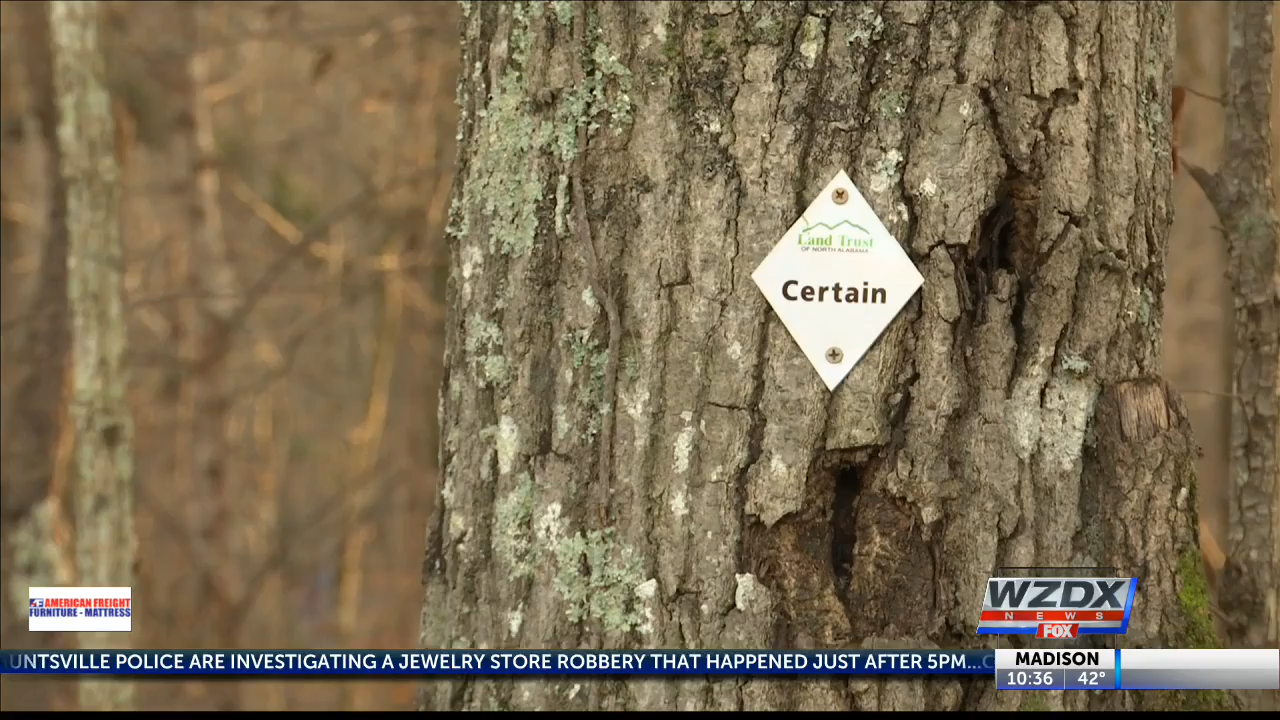 Land Trust
OF NORTH ALABAMA
Certain
AMERICAN FREIGHT
FURNITURE - MATTRESS
WZDX
NEWS
FOX
UNTSVILLE POLICE ARE INVESTIGATING A JEWELRY STORE ROBBERY THAT HAPPENED JUST AFTER 5PM...C
MADISON
10:36 42°